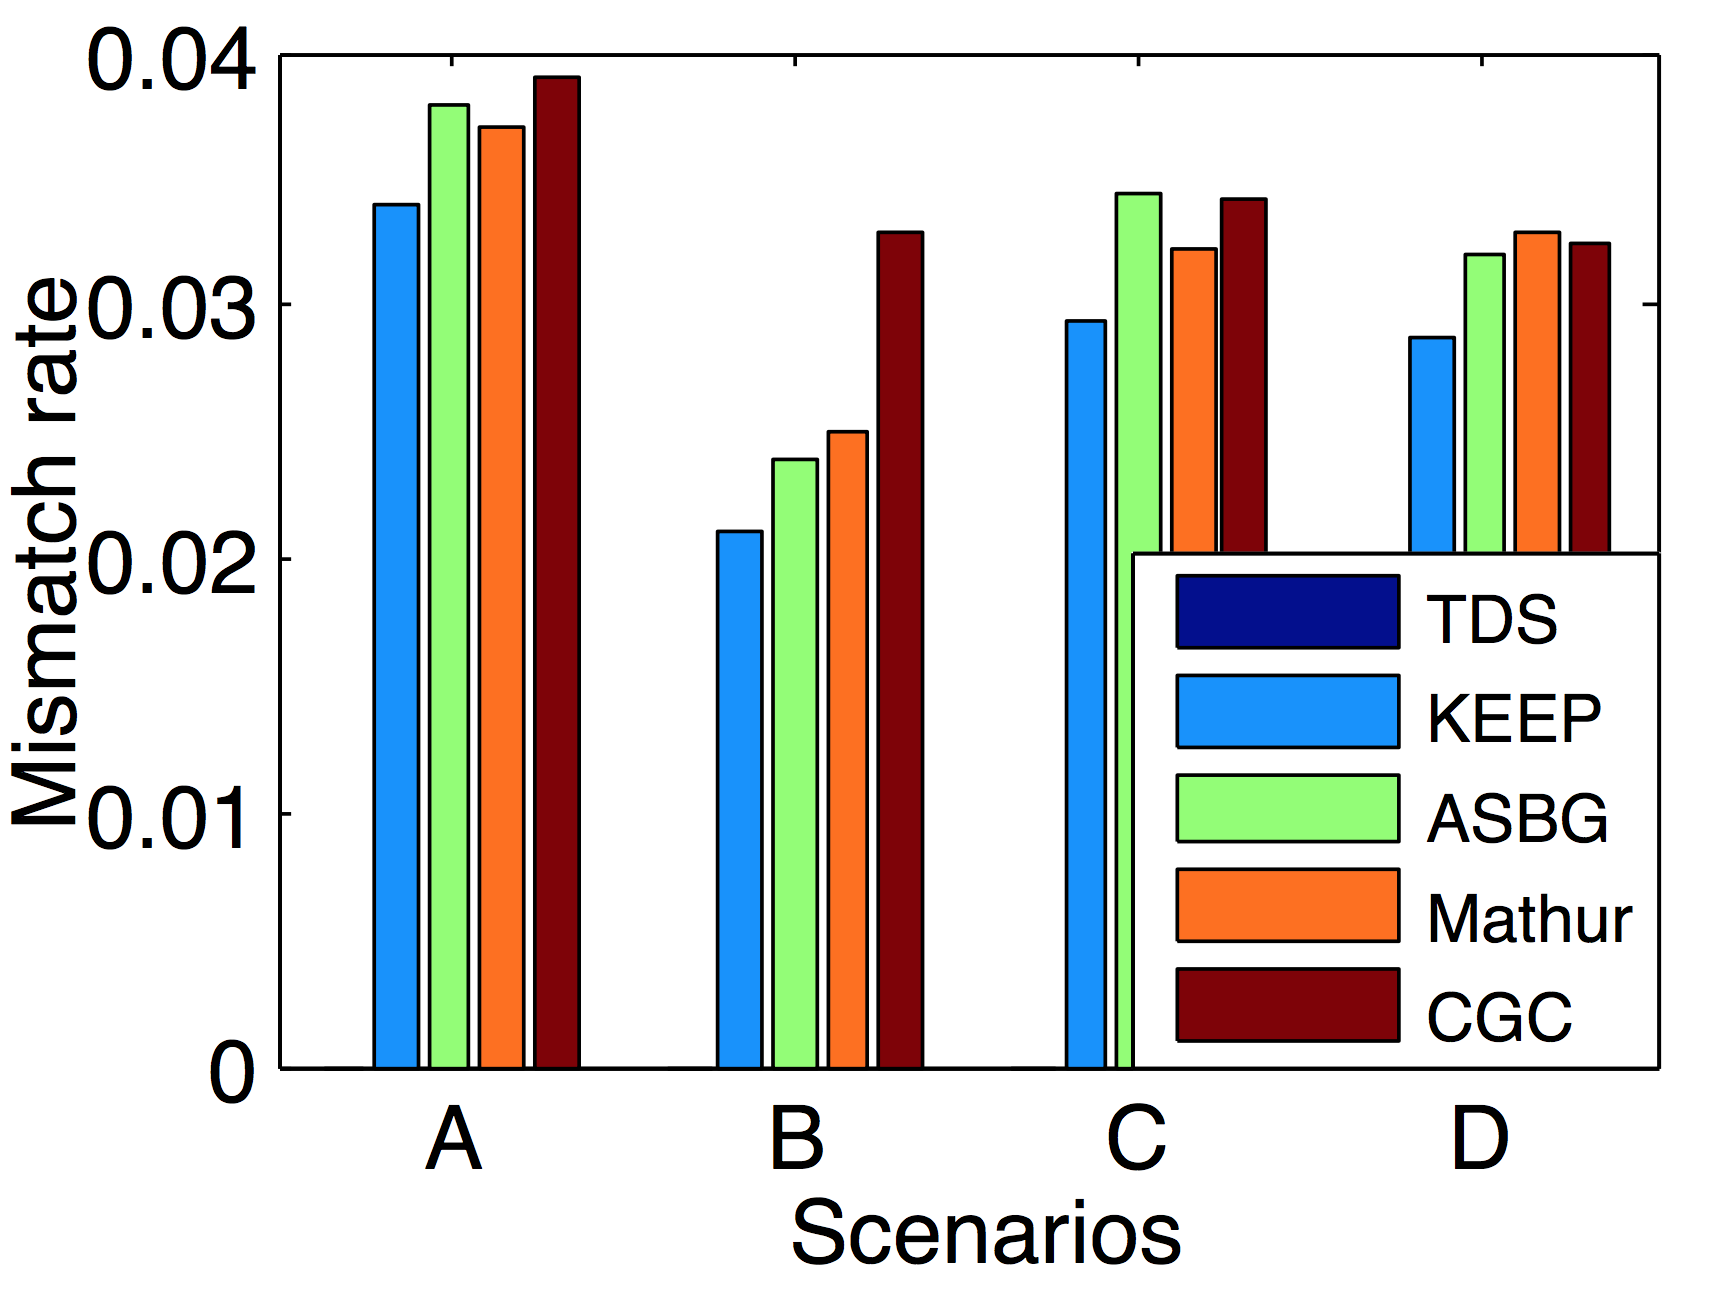 Mismatch rate
0.04
0.03
0.02
0.01
0
A B C D
Scenarios
TDS
KEEP
ASBG
Mathur
CGC